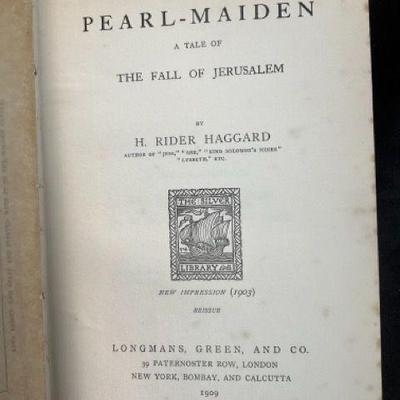 PEARL-MAIDEN
A TALE OF
THE FALL OF JERUSALEM
BY
H. RIDER HAGGARD
AUTHOR OF "JESS," "SHE," "KING SOLOMON'S MINES"
"LYSBETH," ETC.
THE SILVER
LIBRARY
NEW IMPRESSION (1903)
REISSUE
LONGMANS, GREEN, AND CO.
39 PATERNOSTER ROW, LONDON
NEW YORK, BOMBAY, AND CALCUTTA
1909